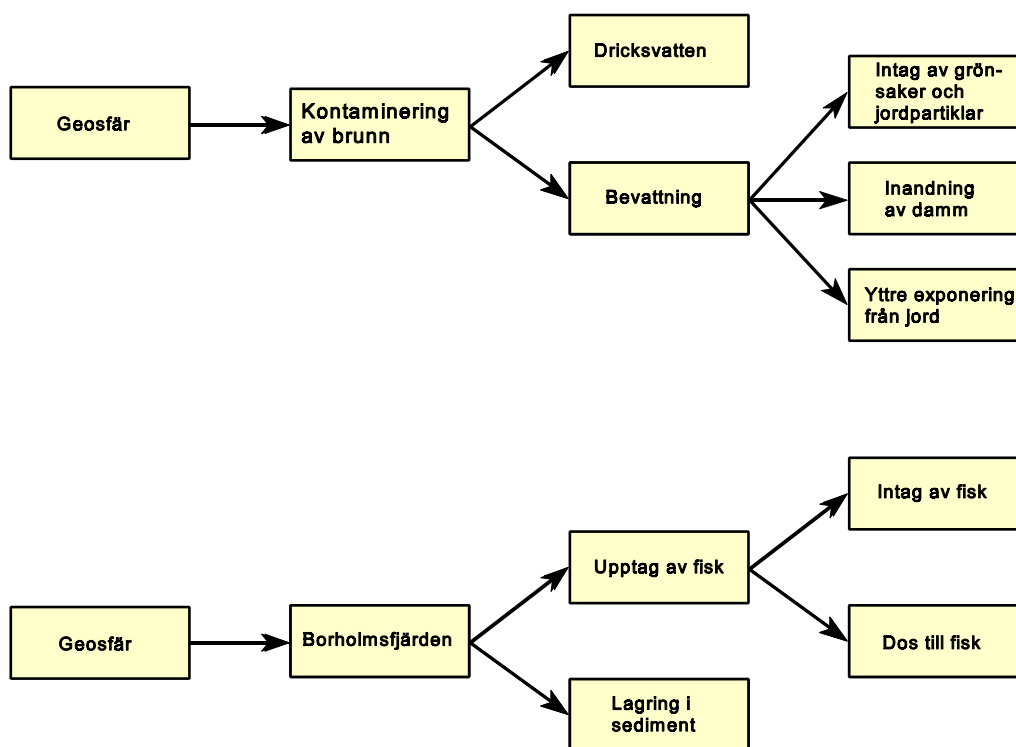 Geosfär
Kontaminering
av brunn
Dricksvatten
Bevattning
Intag av grön-
saker och
jordpartiklar
Inandning
av damm
Yttre exponering
från jord
Geosfär
Borholmsfjärden
Upptag av fisk
Lagring i
sediment
Intag av fisk
Dos till fisk